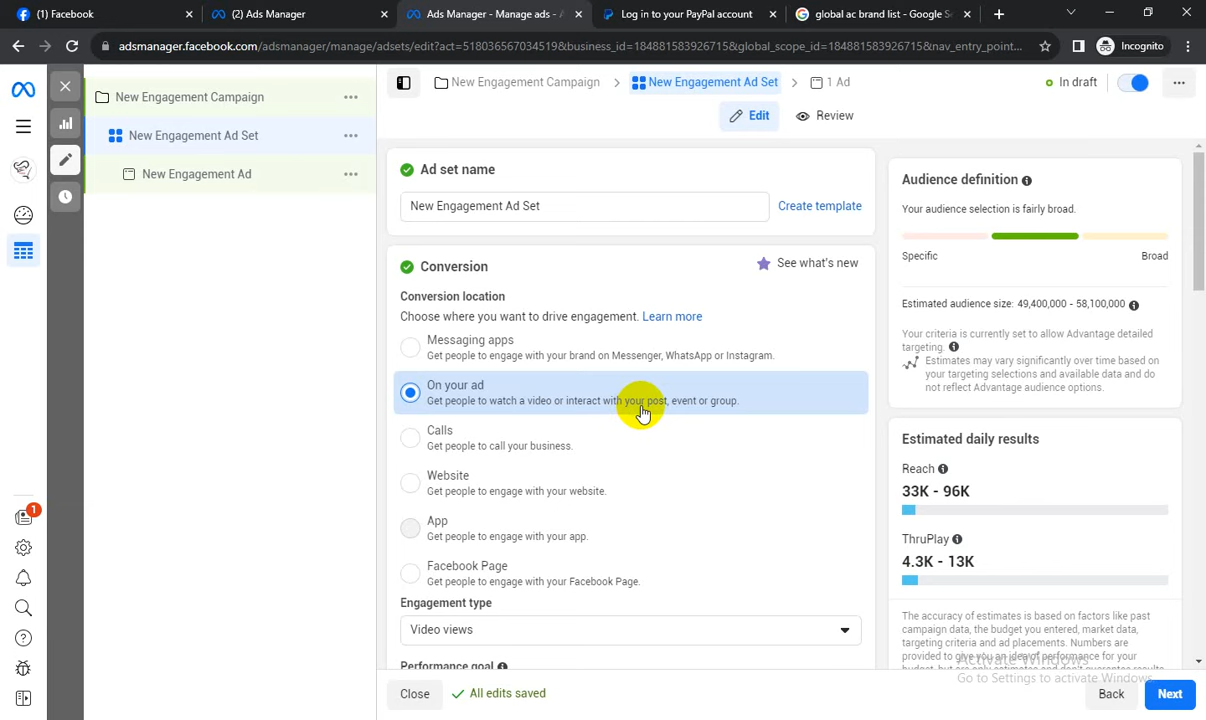 (1) Facebook
(2) Ads Manager
Ads Manager - Manage ads - A
Log in to your PayPal account
global ac brand list - Google S
adsmanager.facebook.com/adsmanager/manage/adsets/edit?act=518036567034519&business_id=184881583926715&global_scope_id=184881583926715&nav_entry_point...
Incognito
New Engagement Campaign
New Engagement Ad Set
New Engagement Ad
New Engagement Campaign
New Engagement Ad Set
1 Ad
In draft
Edit
Review
Ad set name
New Engagement Ad Set
Create template
Conversion
See what's new
Conversion location
Choose where you want to drive engagement. Learn more
Messaging apps
Get people to engage with your brand on Messenger, WhatsApp or Instagram.
On your ad
Get people to watch a video or interact with your post, event or group.
Calls
Get people to call your business.
Website
Get people to engage with your website.
App
Get people to engage with your app.
Facebook Page
Get people to engage with your Facebook Page.
Engagement type
Video views
Performance goal
Close
All edits saved
Audience definition
Your audience selection is fairly broad.
Specific
Broad
Estimated audience size: 49,400,000 - 58,100,000
Your criteria is currently set to allow Advantage detailed
targeting.
Estimates may vary significantly over time based on
your targeting selections and available data and do
not reflect Advantage audience options.
Estimated daily results
Reach
33K - 96K
ThruPlay
4.3K - 13K
The accuracy of estimates is based on factors like past
campaign data, the budget you entered, market data,
targeting criteria and ad placements. Numbers are
provided to give you an idea of performance for your
budget, but are only estimates and don't guarantee results.
Activate Windows
Go to Settings to activate Windows.
Back
Next
1